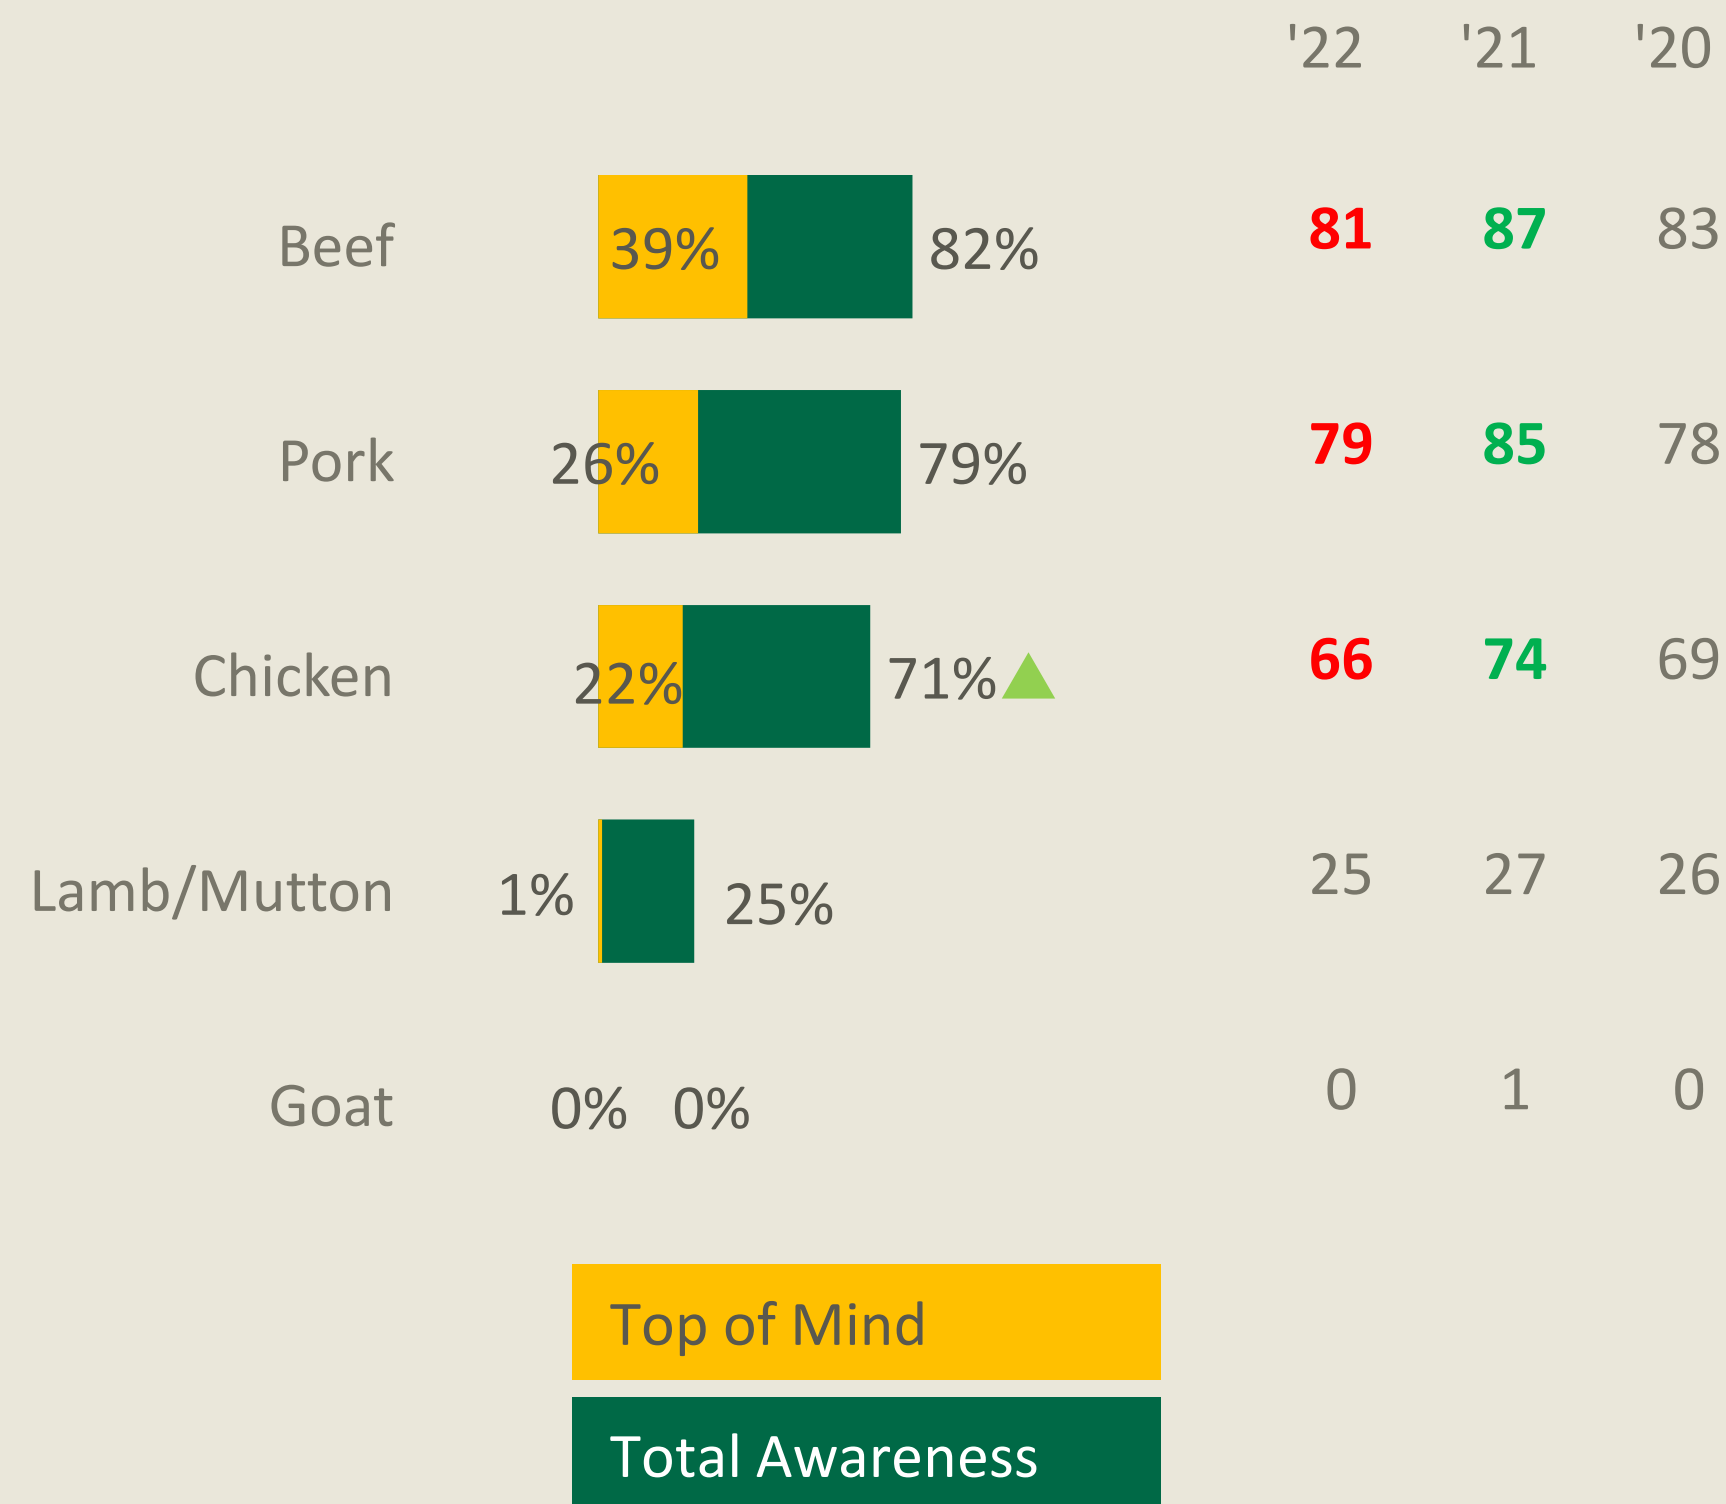 '22 '21 '20
Beef 39% 82% 81 87 83
Pork 26% 79% 79 85 78
Chicken 22% 71% 66 74 69
Lamb/Mutton 1% 25% 25 27 26
Goat 0% 0% 0 1 0
Top of Mind
Total Awareness